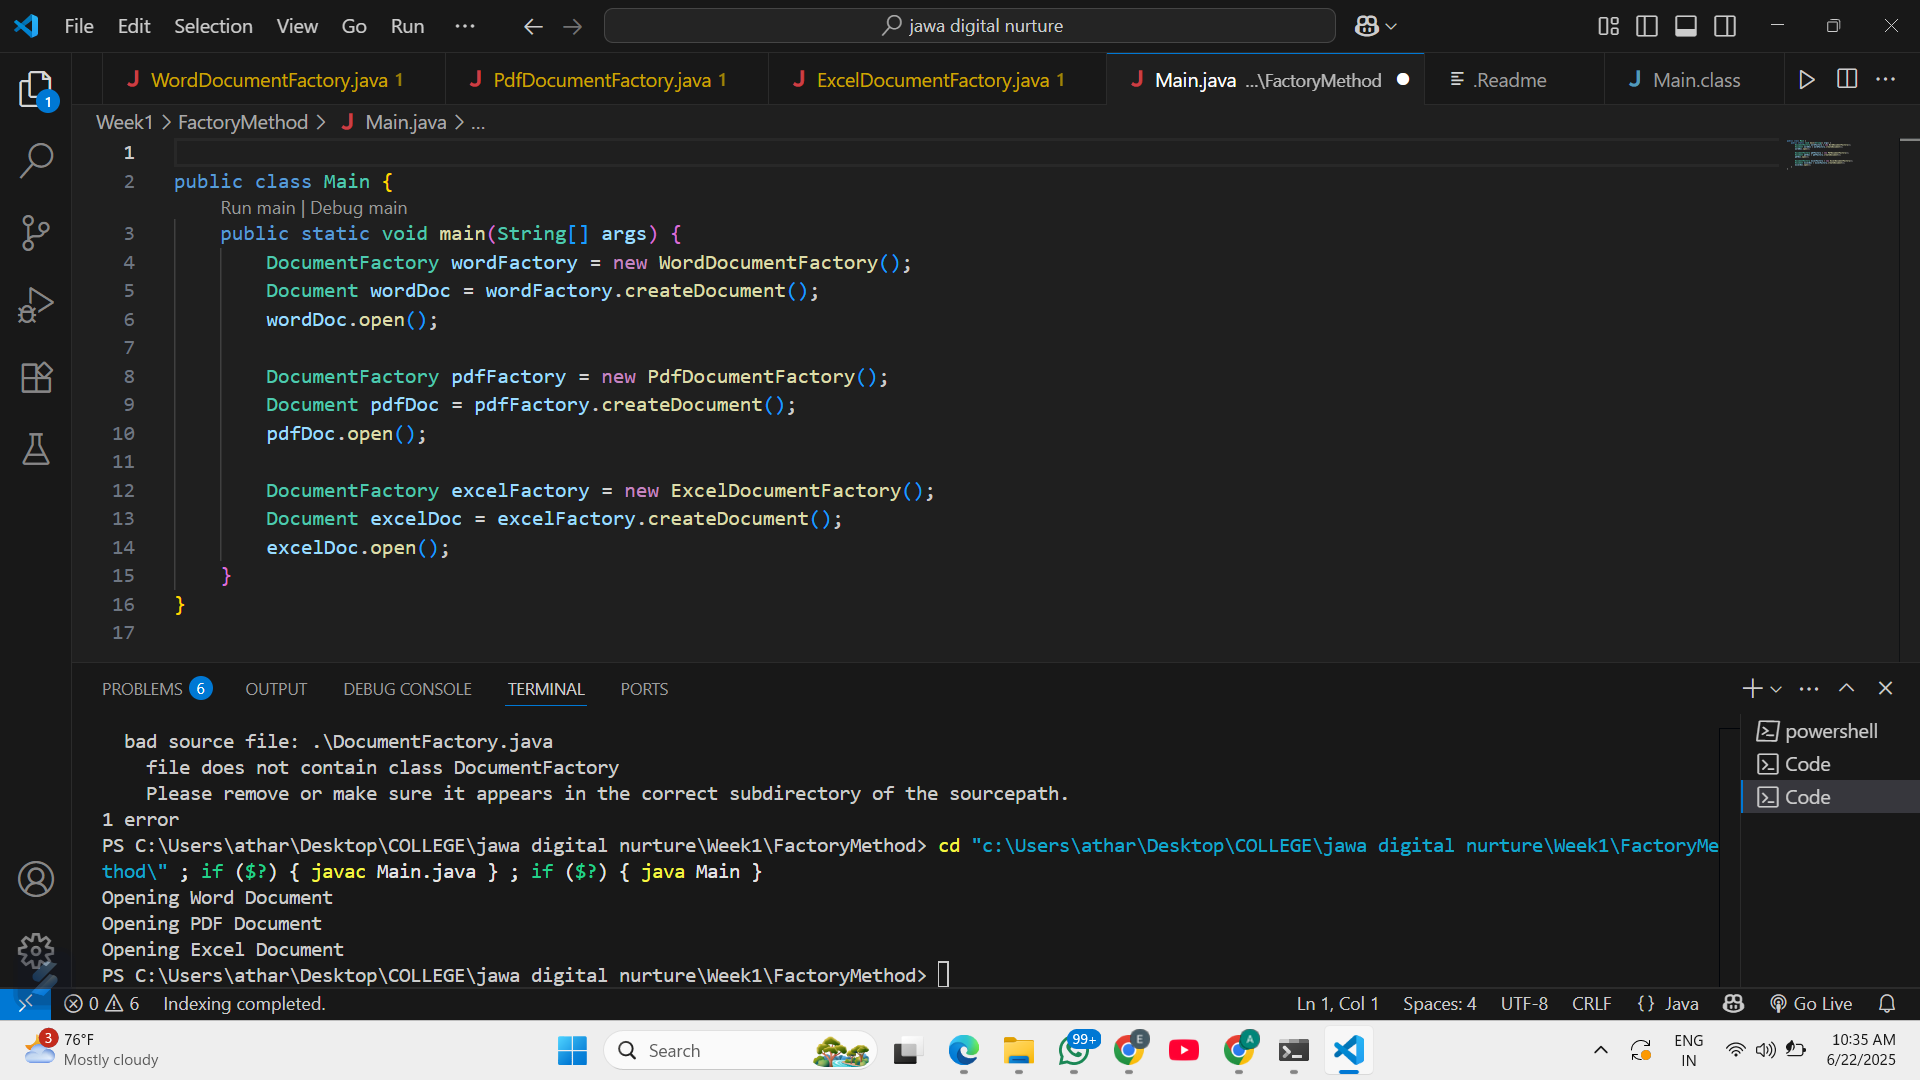 File Edit Selection View Go Run ··· jawa digital nurture
WordDocumentFactory.java 1 PdfDocumentFactory.java 1 ExcelDocumentFactory.java 1 Main.java ...\FactoryMethod .Readme Main.class
Week1 > FactoryMethod > Main.java > ...
1
2 public class Main {
Run main | Debug main
3 public static void main(String[] args) {
4 DocumentFactory wordFactory = new WordDocumentFactory();
5 Document wordDoc = wordFactory.createDocument();
6 wordDoc.open();
7
8 DocumentFactory pdfFactory = new PdfDocumentFactory();
9 Document pdfDoc = pdfFactory.createDocument();
10 pdfDoc.open();
11
12 DocumentFactory excelFactory = new ExcelDocumentFactory();
13 Document excelDoc = excelFactory.createDocument();
14 excelDoc.open();
15 }
16 }
17
1
PROBLEMS 6 OUTPUT DEBUG CONSOLE TERMINAL PORTS
bad source file: .\DocumentFactory.java
file does not contain class DocumentFactory
Please remove or make sure it appears in the correct subdirectory of the sourcepath.
1 error
PS C:\Users\athar\Desktop\COLLEGE\jawa digital nurture\Week1\FactoryMethod> cd "c:\Users\athar\Desktop\COLLEGE\jawa digital nurture\Week1\FactoryMe
thod\" ; if ($?) { javac Main.java } ; if ($?) { java Main }
Opening Word Document
Opening PDF Document
Opening Excel Document
PS C:\Users\athar\Desktop\COLLEGE\jawa digital nurture\Week1\FactoryMethod>
powershell
Code
Code
0 6 Indexing completed. Ln 1, Col 1 Spaces: 4 UTF-8 CRLF {} Java Go Live
3 76°F
Mostly cloudy
Search
99+ E A
ENG
IN
10:35 AM
6/22/2025